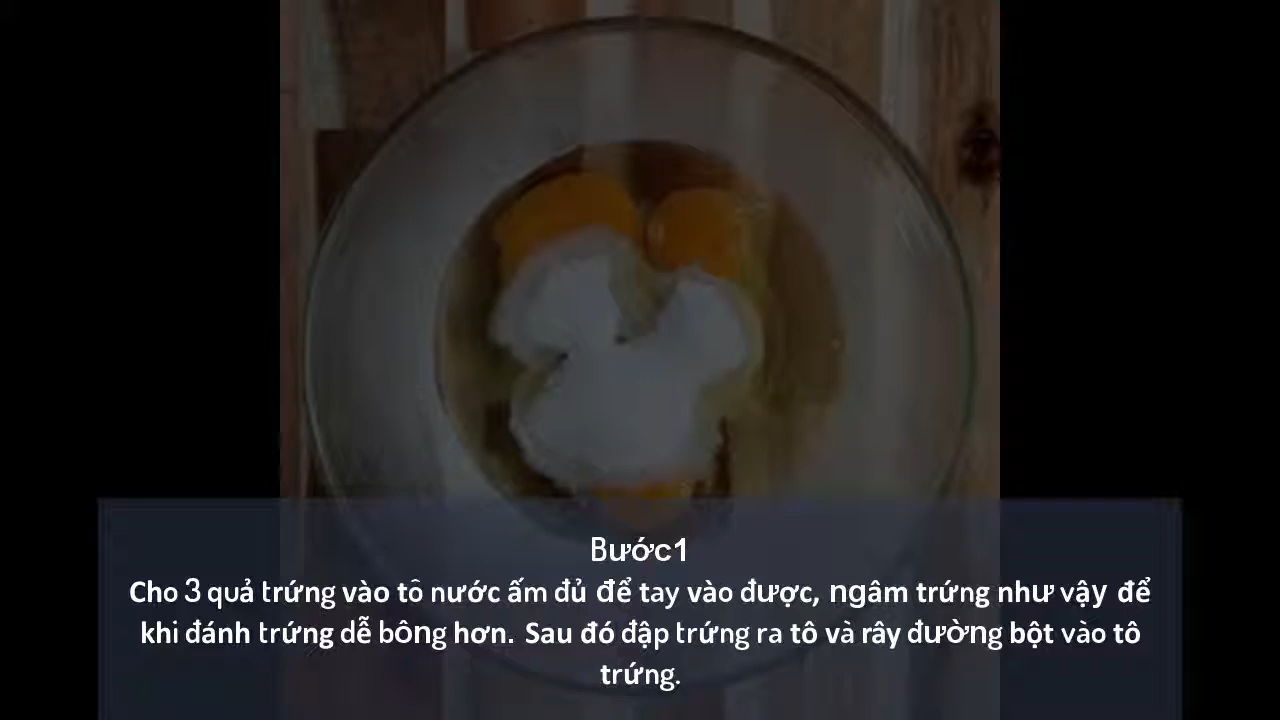 Bước1
Cho 3 quả trứng vào tô nước ấm đủ để tay vào được, ngâm trứng như vậy để
khi đánh trứng dễ bông hơn. Sau đó đập trứng ra tô và rây đường bột vào tô
trứng.